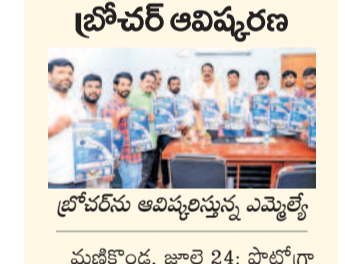 బ్రోచర్ ఆవిష్కరణ
బ్రోచర్‌ను ఆవిష్కరిస్తున్న ఎమ్మెల్యే
మణికొండ, జూలై 24: ఫొటోగ్రా